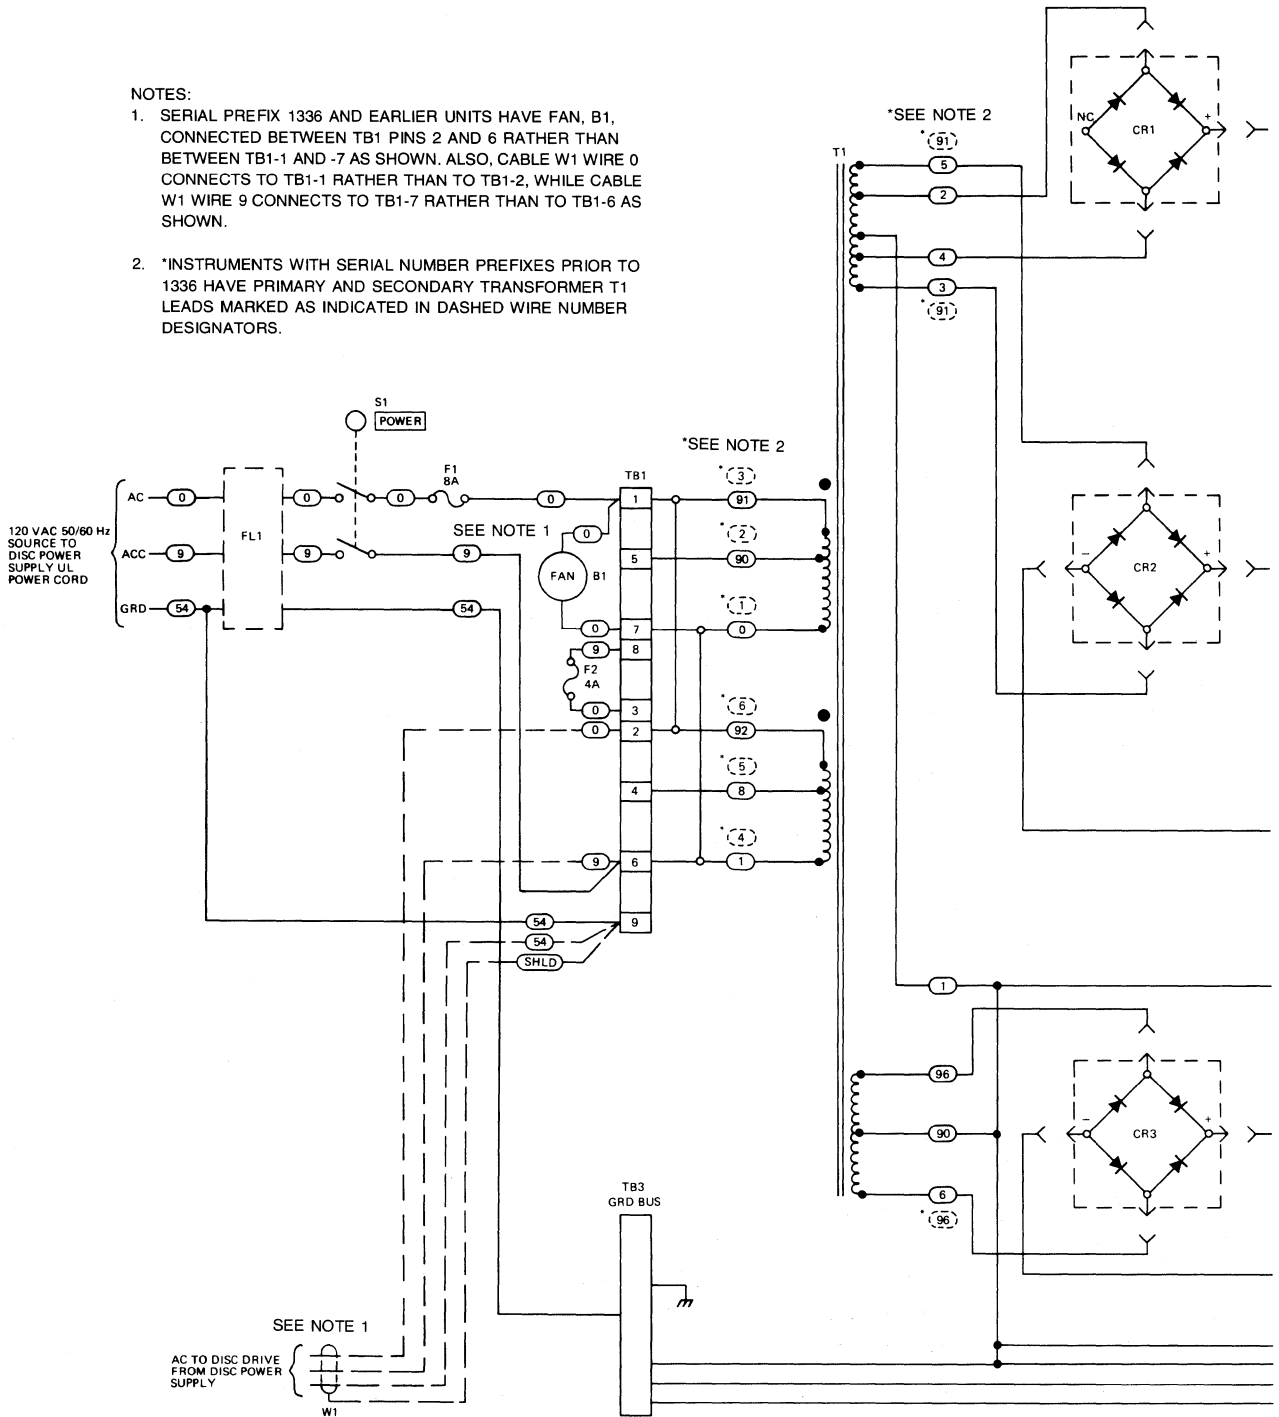 NOTES:
1. SERIAL PREFIX 1336 AND EARLIER UNITS HAVE FAN, B1,
CONNECTED BETWEEN TB1 PINS 2 AND 6 RATHER THAN
BETWEEN TB1-1 AND -7 AS SHOWN. ALSO, CABLE W1 WIRE 0
CONNECTS TO TB1-1 RATHER THAN TO TB1-2, WHILE CABLE
W1 WIRE 9 CONNECTS TO TB1-7 RATHER THAN TO TB1-6 AS
SHOWN.
2. *INSTRUMENTS WITH SERIAL NUMBER PREFIXES PRIOR TO
1336 HAVE PRIMARY AND SECONDARY TRANSFORMER T1
LEADS MARKED AS INDICATED IN DASHED WIRE NUMBER
DESIGNATORS.
*SEE NOTE 2
*91
5
2
4
3
*91
T1
NC
+
CR1
S1
POWER
120 VAC 50/60 Hz
SOURCE TO
DISC POWER
SUPPLY UL
POWER CORD
AC
0
ACC
9
GRD
54
FL1
0
0
F1
8A
0
9
SEE NOTE 1
9
54
0
FAN
B1
0
9
F2
4A
0
0
9
54
54
SHLD
TB1
1
5
7
8
3
2
4
6
9
*SEE NOTE 2
*3
91
*2
90
*1
0
*6
92
*5
8
*4
1
-
+
CR2
1
96
90
6
*96
-
+
CR3
TB3
GRD BUS
SEE NOTE 1
AC TO DISC DRIVE
FROM DISC POWER
SUPPLY
W1